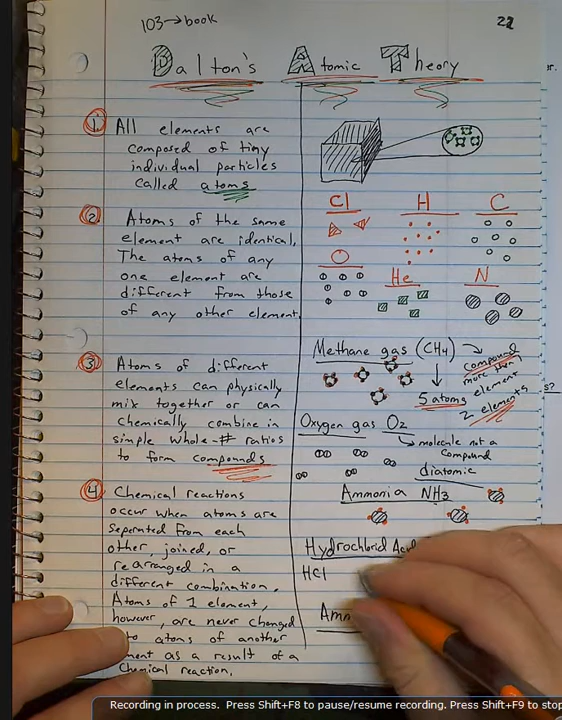 103→book
22
Dalton's Atomic Theory
① All elements are
composed of tiny
individual particles
called atoms
② Atoms of the same
element are identical.
The atoms of any
one element are
different from those
of any other element.
③ Atoms of different
elements can physically
mix together or can
chemically combine in
simple whole-# ratios
to form compounds
④ Chemical reactions
occur when atoms are
separated from each
other, joined, or
rearranged in a
different combination.
Atoms of 1 element,
however, are never changed
to atoms of another
ment as a result of a
chemical reaction.
Cl H C
O He N
Methane gas (CH4) → compound
more then
element
5 atoms
2 elements
Oxygen gas O2
→ molecule not a
compound
diatomic
Ammonia NH3
Hydrochlorid Ac
HCl
Amm
Recording in process. Press Shift+F8 to pause/resume recording. Press Shift+F9 to stop